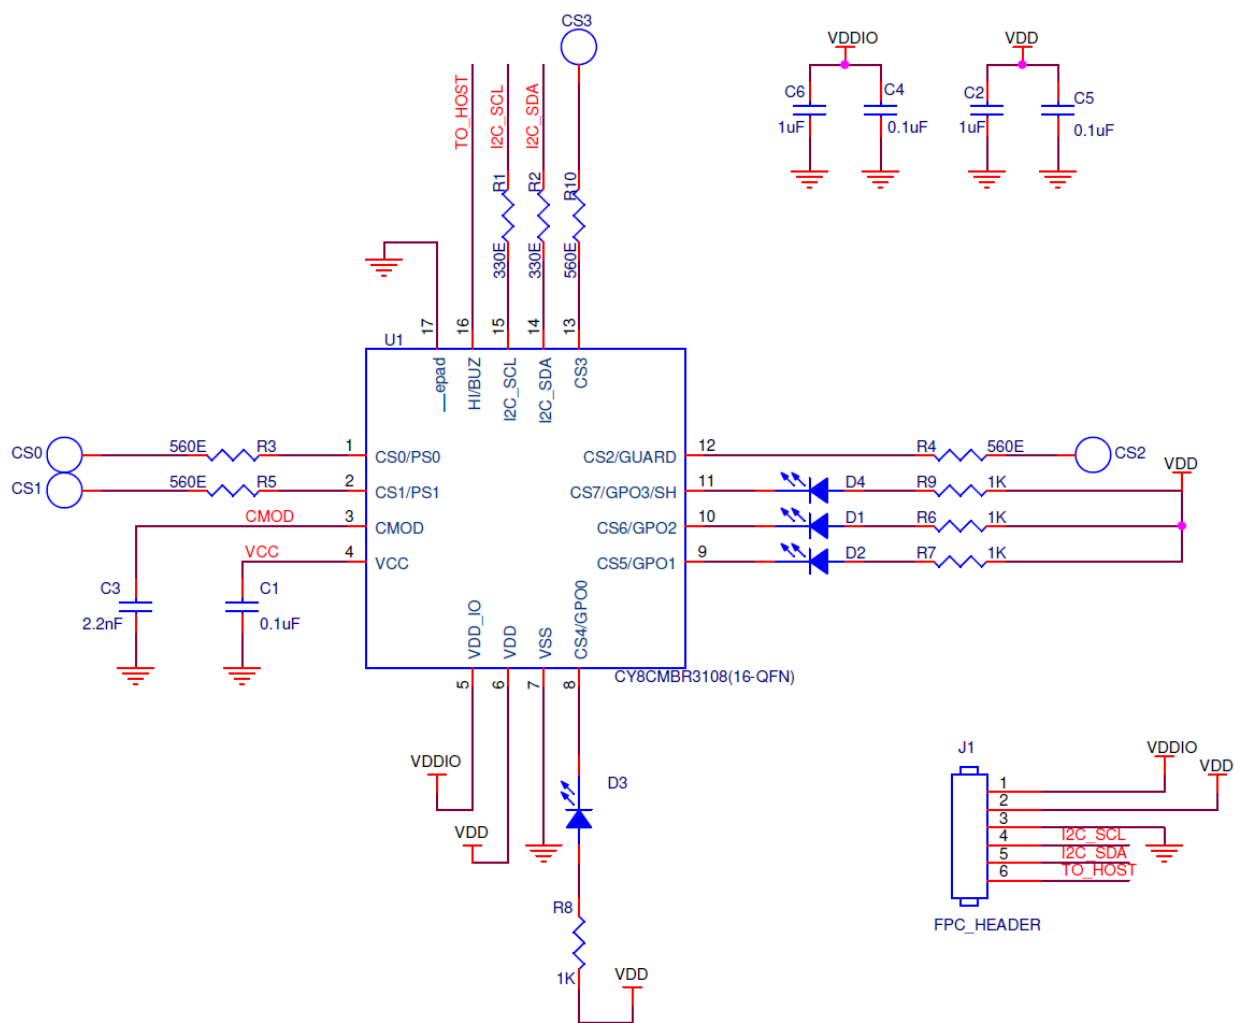 CS3
VDDIO
VDD
TO_HOST
I2C_SCL
I2C_SDA
C6
C4
C2
C5
1uF
0.1uF
1uF
0.1uF
R1
R2
R10
330E
330E
560E
17
16
15
14
13
U1
__epad
HI/BUZ
I2C_SCL
I2C_SDA
CS3
CS0
560E
R3
1
CS0/PS0
CS2/GUARD
12
R4
560E
CS2
CS1
560E
R5
2
CS1/PS1
CS7/GPO3/SH
11
D4
R9
1K
VDD
CMOD
3
CMOD
CS6/GPO2
10
D1
R6
1K
VCC
4
VCC
CS5/GPO1
9
D2
R7
1K
C3
2.2nF
C1
0.1uF
VDD_IO
VDD
VSS
CS4/GPO0
5
6
7
8
CY8CMBR3108(16-QFN)
VDDIO
VDD
D3
R8
1K
VDD
J1
VDDIO
VDD
1
2
3
4
I2C_SCL
5
I2C_SDA
6
TO_HOST
FPC_HEADER